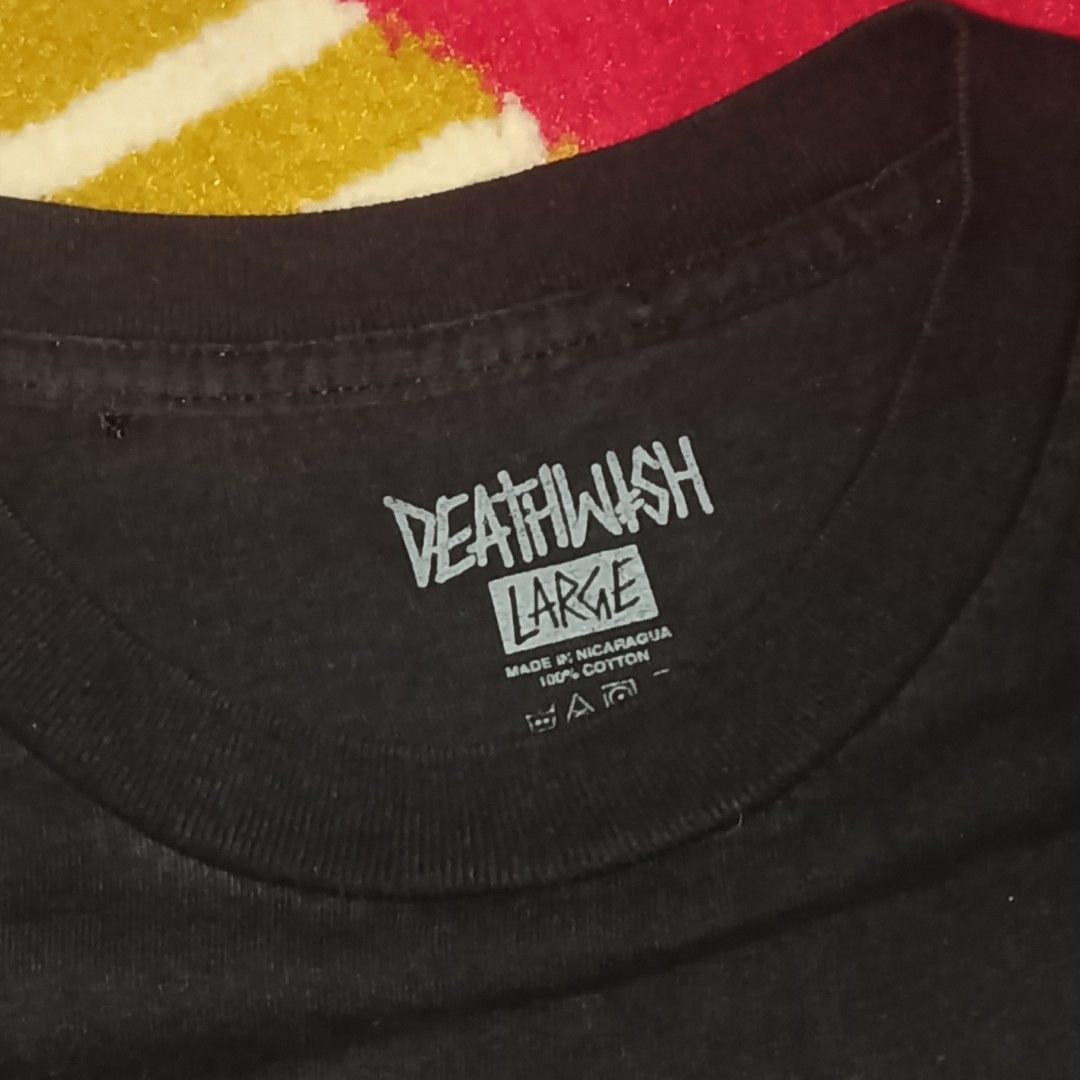 DEATHWISH
LARGE
MADE IN NICARAGUA
100% COTTON